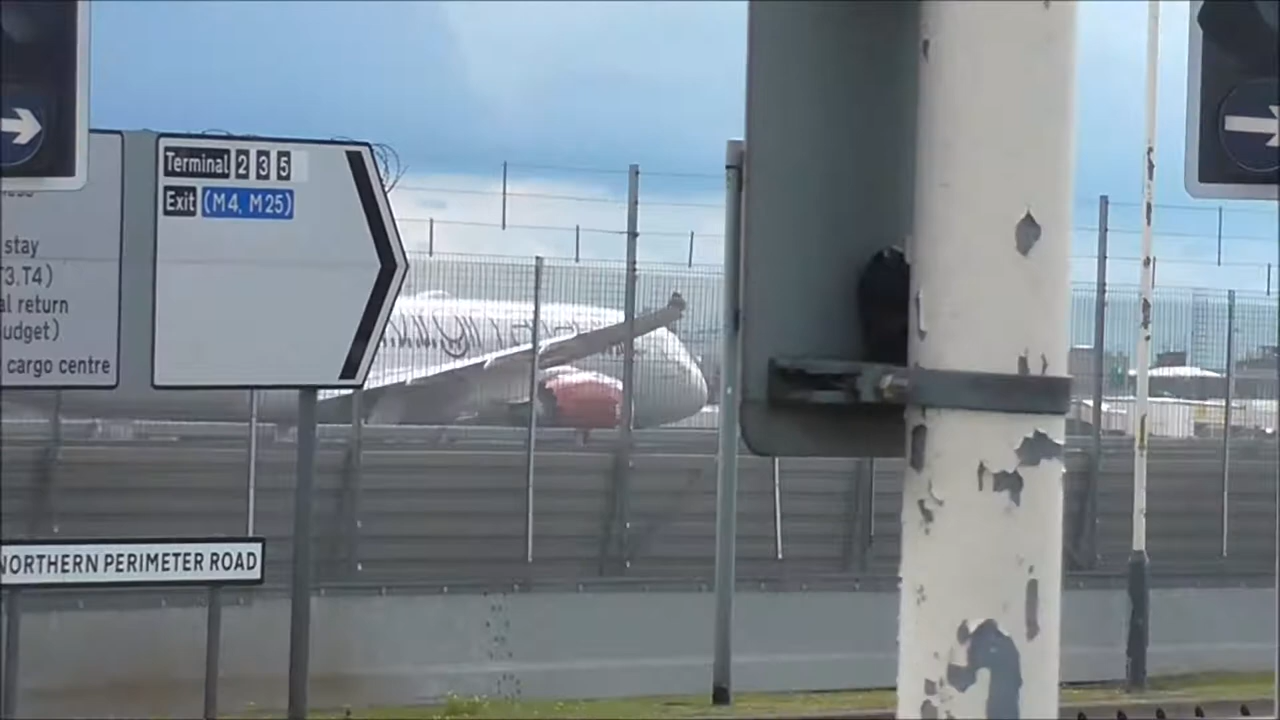 stay
T3.T4)
al return
udget)
cargo centre
Terminal 2 3 5
Exit (M4, M25)
NORTHERN PERIMETER ROAD